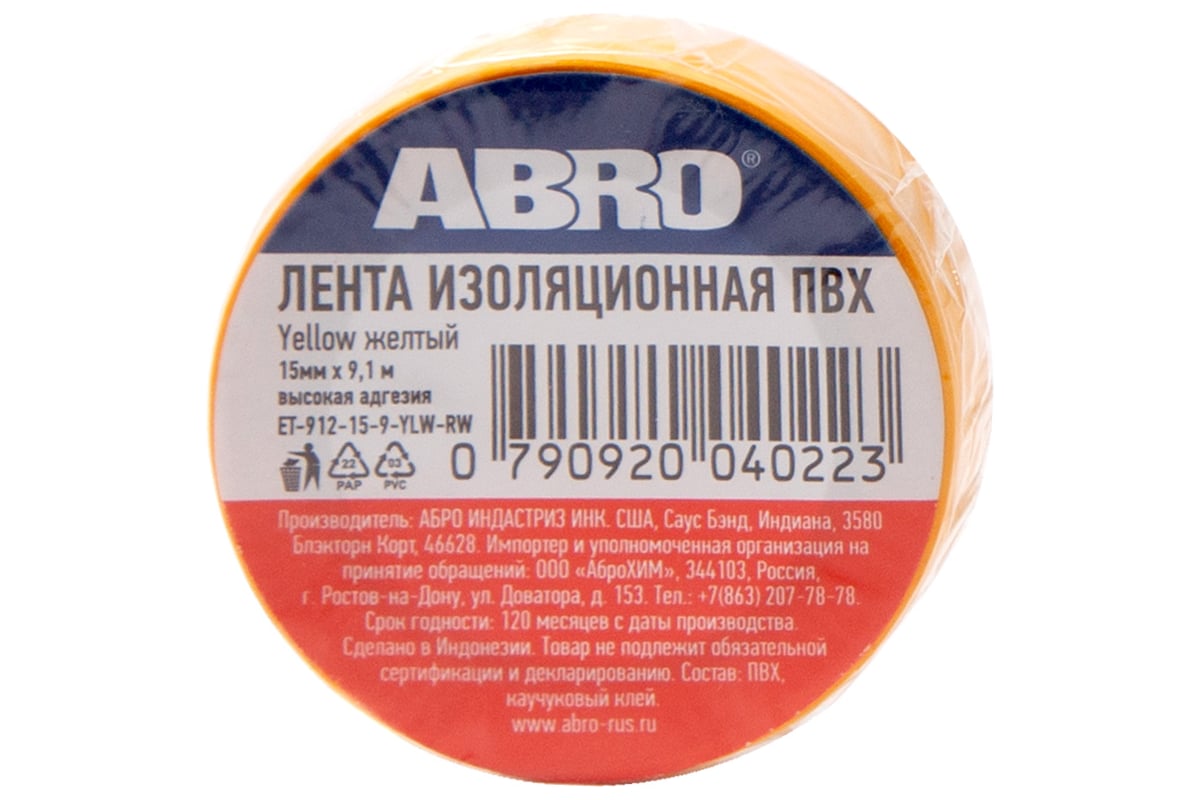 ABRO®
ЛЕНТА ИЗОЛЯЦИОННАЯ ПВХ
Yellow желтый
15мм x 9,1 м
высокая адгезия
ET-912-15-9-YLW-RW
22 PAP 03 PVC
0 790920 040223
Производитель: АБРО ИНДАСТРИЗ ИНК. США, Саус Бэнд, Индиана, 3580
Блэкторн Корт, 46628. Импортер и уполномоченная организация на
принятие обращений: ООО «АброХИМ», 344103, Россия,
г. Ростов-на-Дону, ул. Доватора, д. 153. Тел.: +7(863) 207-78-78.
Срок годности: 120 месяцев с даты производства.
Сделано в Индонезии. Товар не подлежит обязательной
сертификации и декларированию. Состав: ПВХ,
каучуковый клей.
www.abro-rus.ru